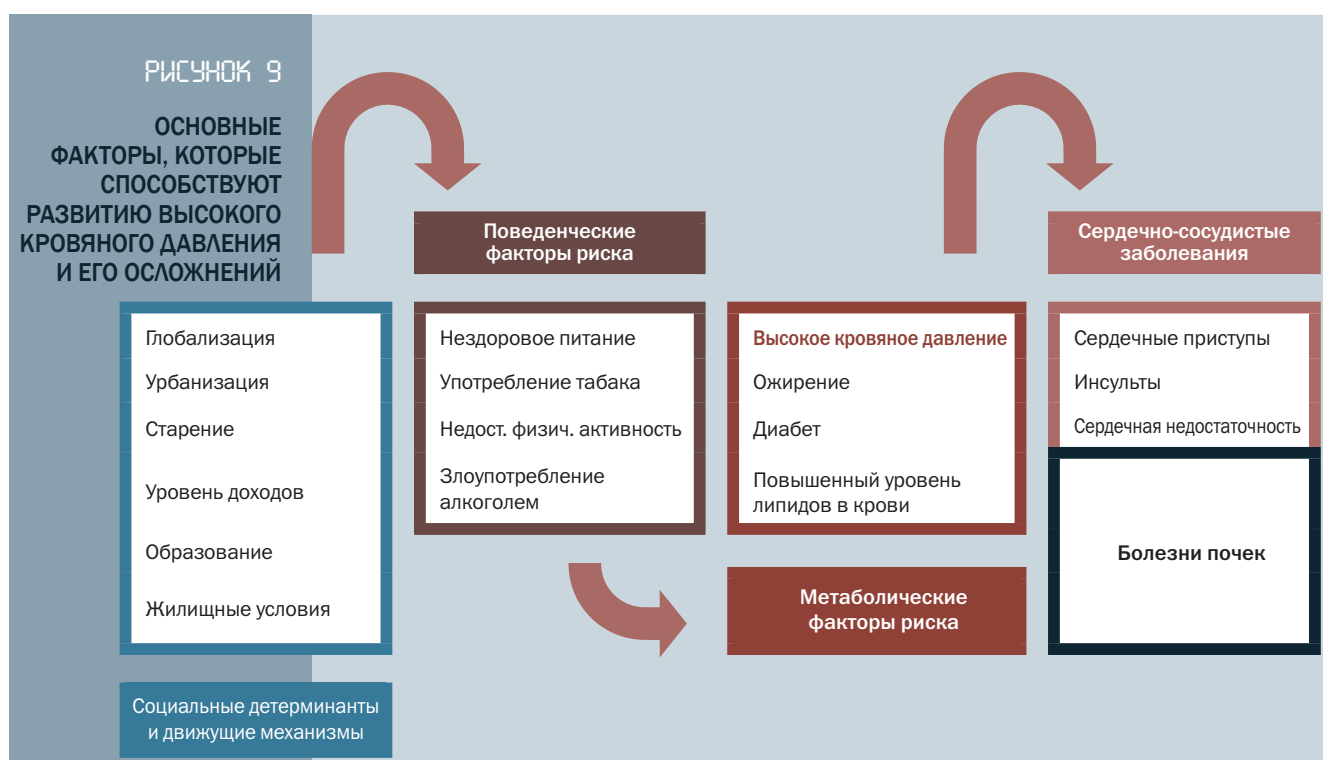 РИСУНОК 9
ОСНОВНЫЕ
ФАКТОРЫ, КОТОРЫЕ
СПОСОБСТВУЮТ
РАЗВИТИЮ ВЫСОКОГО
КРОВЯНОГО ДАВЛЕНИЯ
И ЕГО ОСЛОЖНЕНИЙ
Глобализация
Урбанизация
Старение
Уровень доходов
Образование
Жилищные условия
Социальные детерминанты
и движущие механизмы
Поведенческие
факторы риска
Нездоровое питание
Употребление табака
Недост. физич. активность
Злоупотребление
алкоголем
Высокое кровяное давление
Ожирение
Диабет
Повышенный уровень
липидов в крови
Метаболические
факторы риска
Сердечно-сосудистые
заболевания
Сердечные приступы
Инсульты
Сердечная недостаточность
Болезни почек